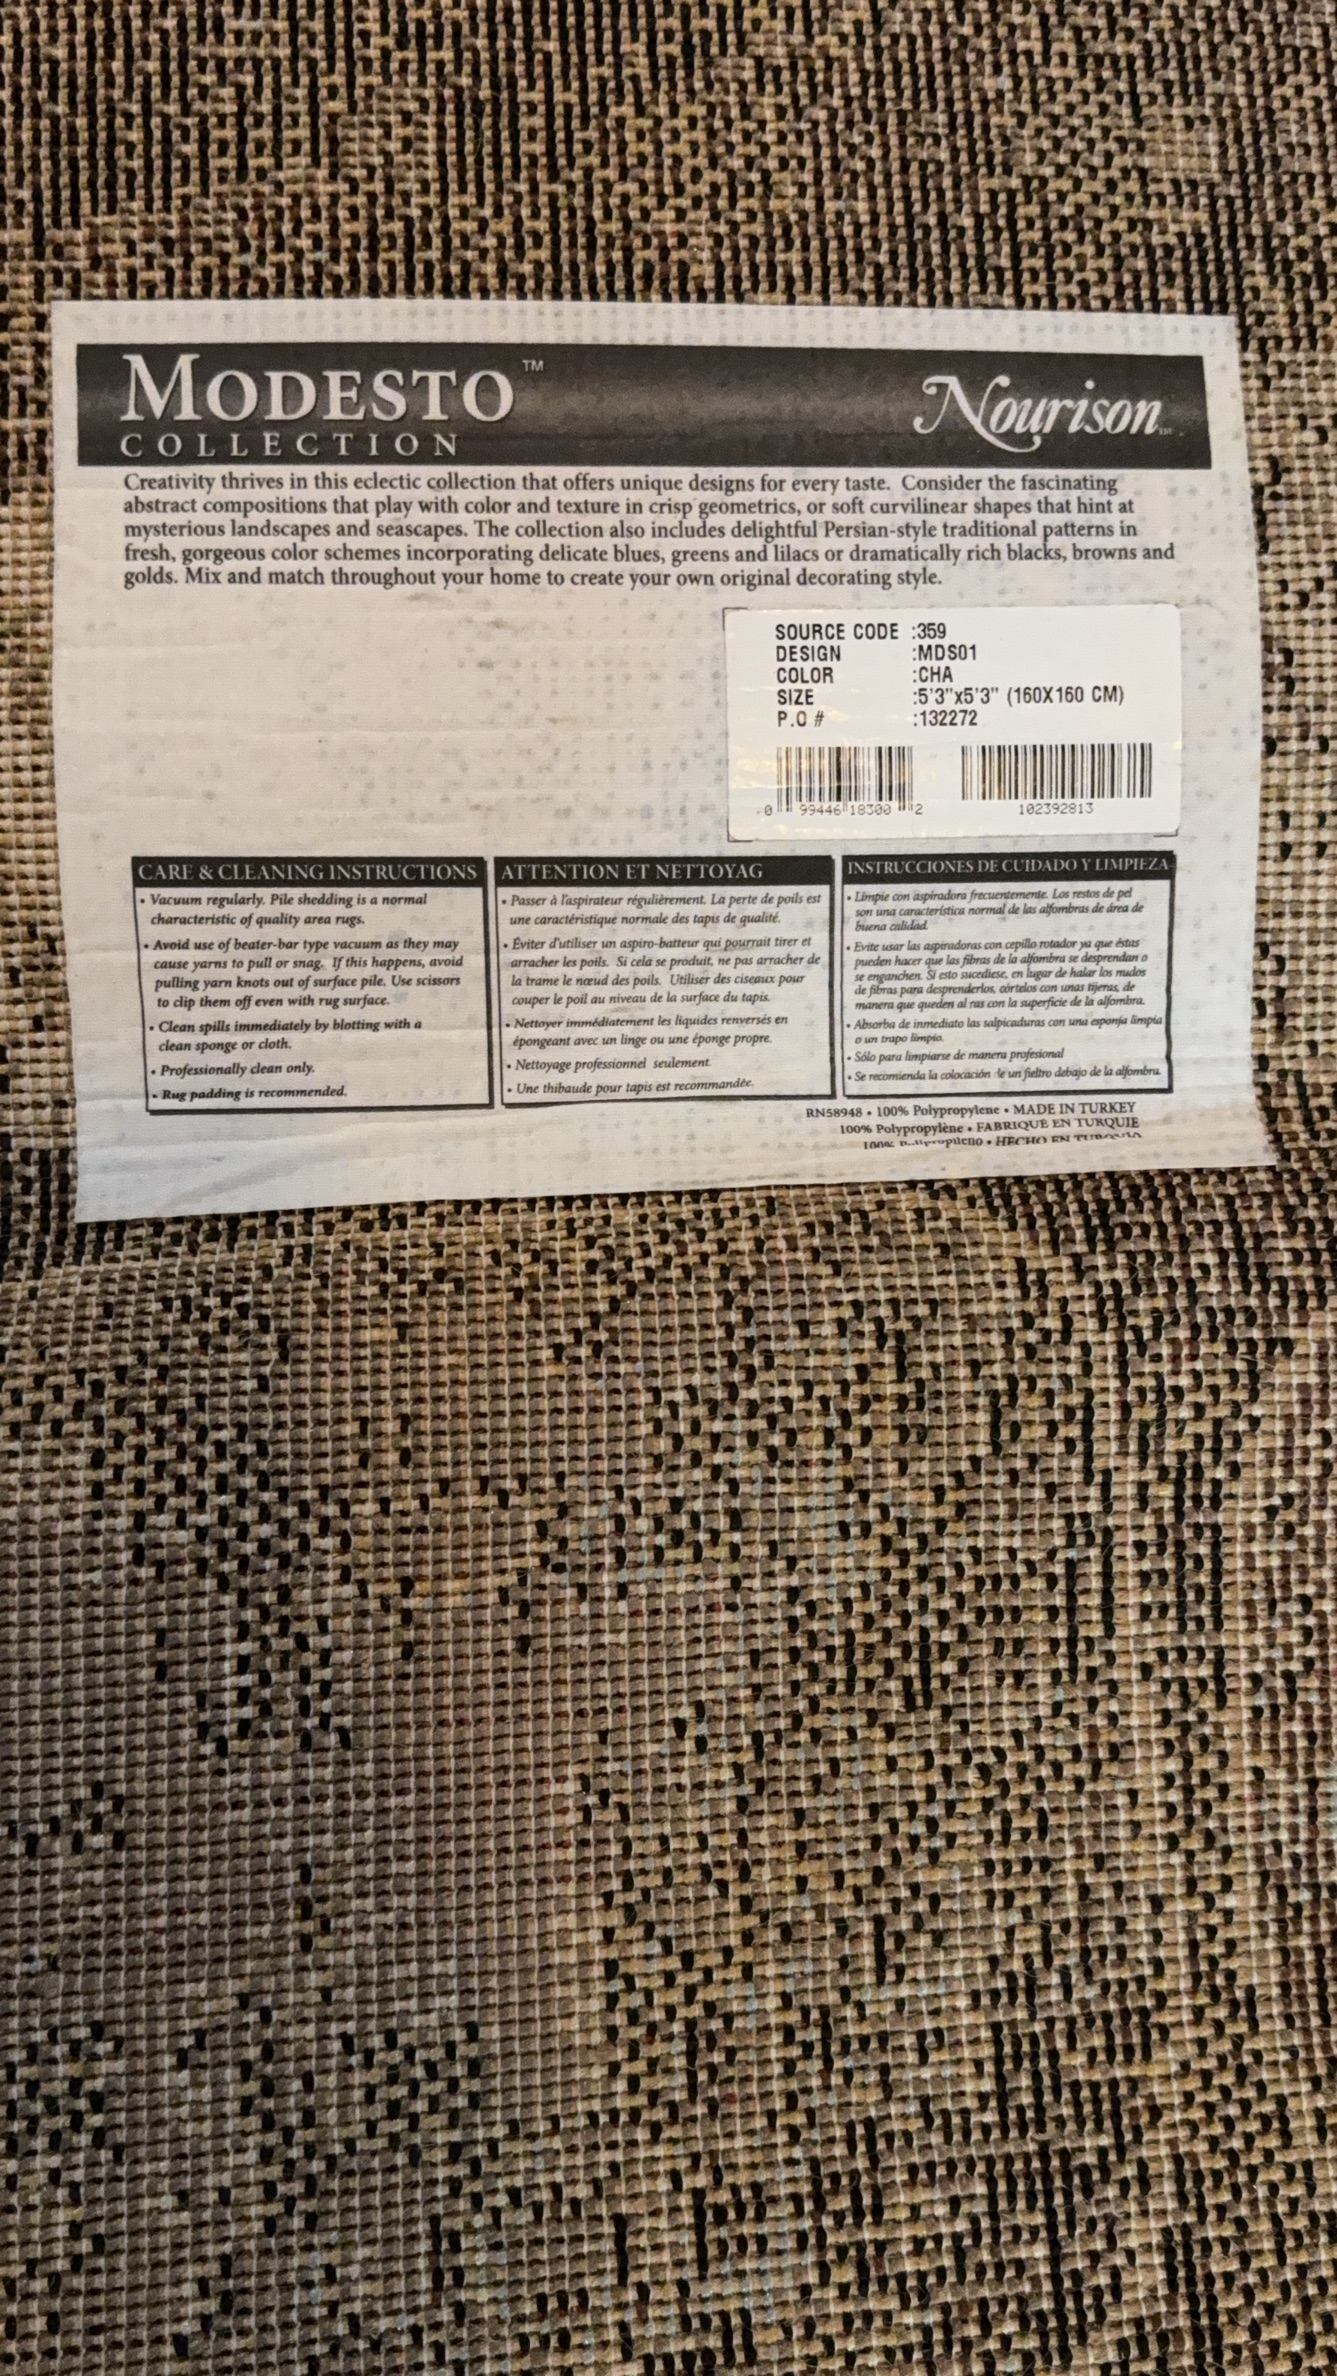 MODESTO™
COLLECTION
Nourison
Creativity thrives in this eclectic collection that offers unique designs for every taste. Consider the fascinating
abstract compositions that play with color and texture in crisp geometrics, or soft curvilinear shapes that hint at
mysterious landscapes and seascapes. The collection also includes delightful Persian-style traditional patterns in
fresh, gorgeous color schemes incorporating delicate blues, greens and lilacs or dramatically rich blacks, browns and
golds. Mix and match throughout your home to create your own original decorating style.
SOURCE CODE :359
DESIGN :MDS01
COLOR :CHA
SIZE :5'3"x5'3" (160X160 CM)
P.O # :132272
0 99446 18300 2
102392813
CARE & CLEANING INSTRUCTIONS
• Vacuum regularly. Pile shedding is a normal
characteristic of quality area rugs.
• Avoid use of beater-bar type vacuum as they may
cause yarns to pull or snag. If this happens, avoid
pulling yarn knots out of surface pile. Use scissors
to clip them off even with rug surface.
• Clean spills immediately by blotting with a
clean sponge or cloth.
• Professionally clean only.
• Rug padding is recommended.
ATTENTION ET NETTOYAG
• Passer à l'aspirateur régulièrement. La perte de poils est
une caractéristique normale des tapis de qualité.
• Éviter d'utiliser un aspiro-batteur qui pourrait tirer et
arracher les poils. Si cela se produit, ne pas arracher de
la trame le nœud des poils. Utiliser des ciseaux pour
couper le poil au niveau de la surface du tapis.
• Nettoyer immédiatement les liquides renversés en
épongeant avec un linge ou une éponge propre.
• Nettoyage professionnel seulement.
• Une thibaude pour tapis est recommandée.
INSTRUCCIONES DE CUIDADO Y LIMPIEZA
• Limpie con aspiradora frecuentemente. Los restos de pel
son una característica normal de las alfombras de área de
buena calidad.
• Evite usar las aspiradoras con cepillo rotador ya que éstas
pueden hacer que las fibras de la alfombra se desprendan o
se enganchen. Si esto sucediese, en lugar de halar los nudos
de fibras para desprenderlos, córtelos con unas tijeras, de
manera que queden al ras con la superficie de la alfombra.
• Absorba de inmediato las salpicaduras con una esponja limpia
o un trapo limpio.
• Sólo para limpiarse de manera profesional
• Se recomienda la colocación de un fieltro debajo de la alfombra.
RN58948 • 100% Polypropylene • MADE IN TURKEY
100% Polypropylène • FABRIQUE EN TURQUIE
100% • HECHO EN TURQUIA